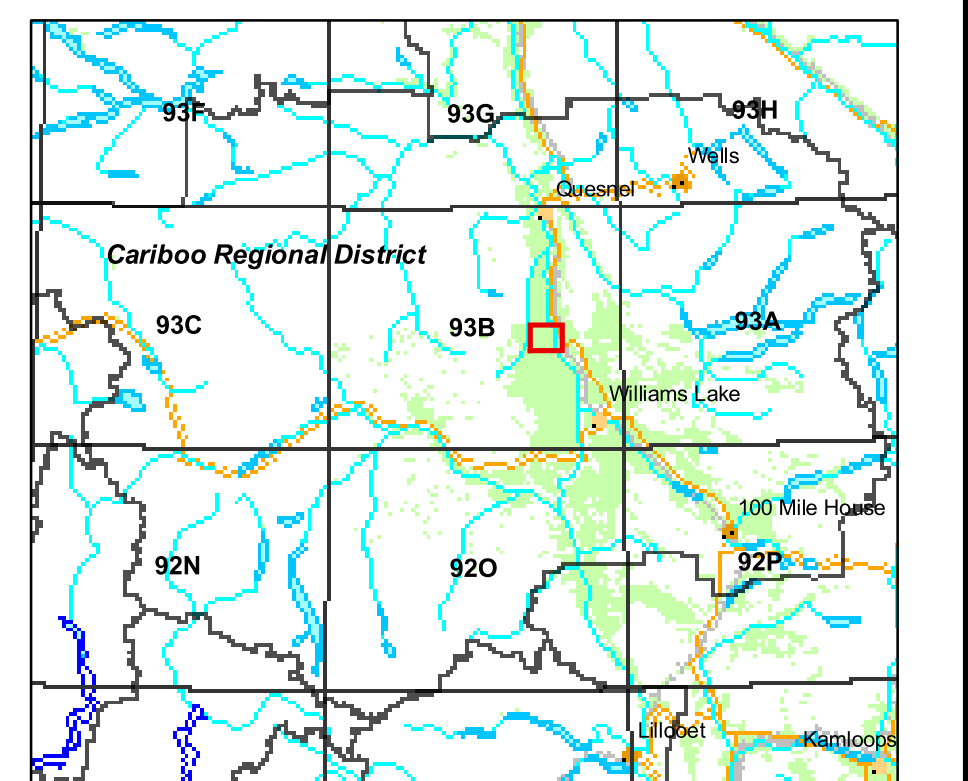 93F
93G
93H
Wells
Quesnel
Cariboo Regional District
93C
93B
93A
Williams Lake
100 Mile House
92N
92O
92P
Lillooet
Kamloops